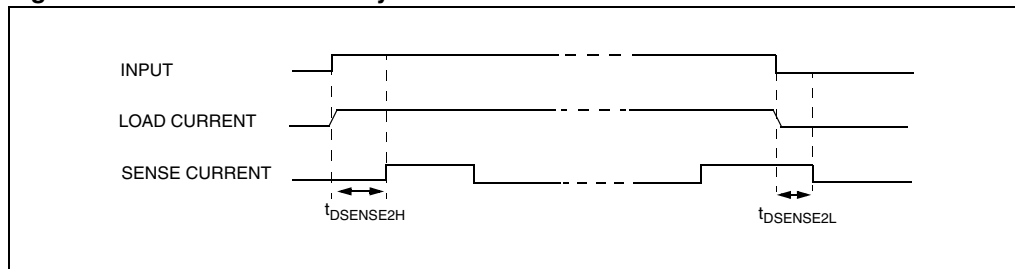 INPUT
LOAD CURRENT
SENSE CURRENT
tDSENSE2H
tDSENSE2L